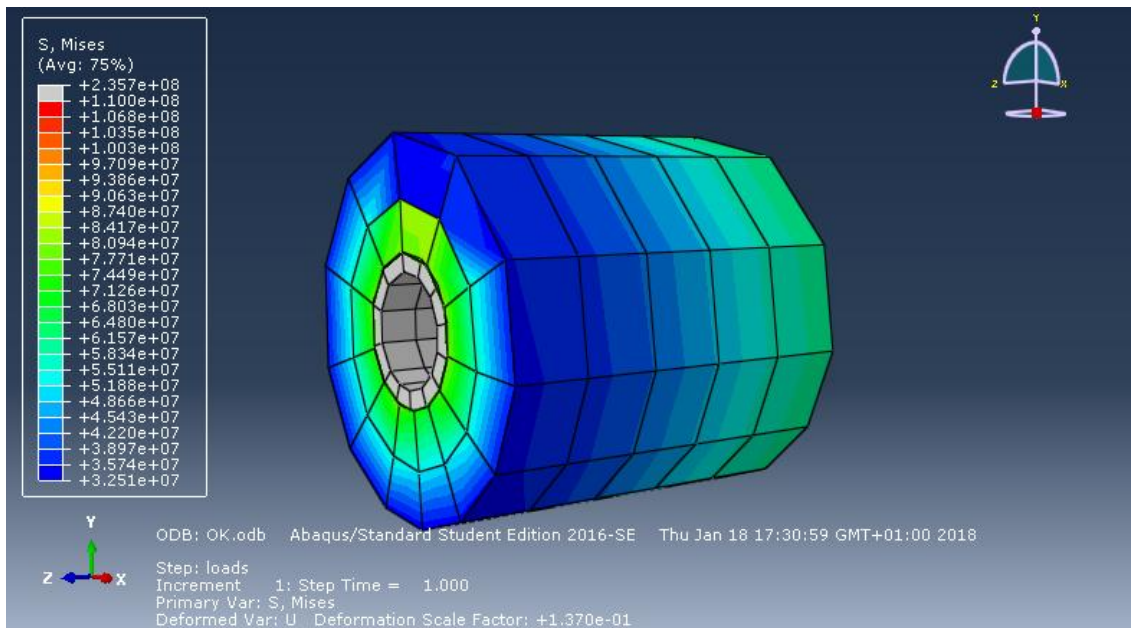 S, Mises
(Avg: 75%)
+2.357e+08
+1.100e+08
+1.068e+08
+1.035e+08
+1.003e+08
+9.709e+07
+9.386e+07
+9.063e+07
+8.740e+07
+8.417e+07
+8.094e+07
+7.771e+07
+7.449e+07
+7.126e+07
+6.803e+07
+6.480e+07
+6.157e+07
+5.834e+07
+5.511e+07
+5.188e+07
+4.866e+07
+4.543e+07
+4.220e+07
+3.897e+07
+3.574e+07
+3.251e+07
Y
Z X
Y
Z X
ODB: OK.odb Abaqus/Standard Student Edition 2016-SE Thu Jan 18 17:30:59 GMT+01:00 2018
Step: loads
Increment 1: Step Time = 1.000
Primary Var: S, Mises
Deformed Var: U Deformation Scale Factor: +1.370e-01